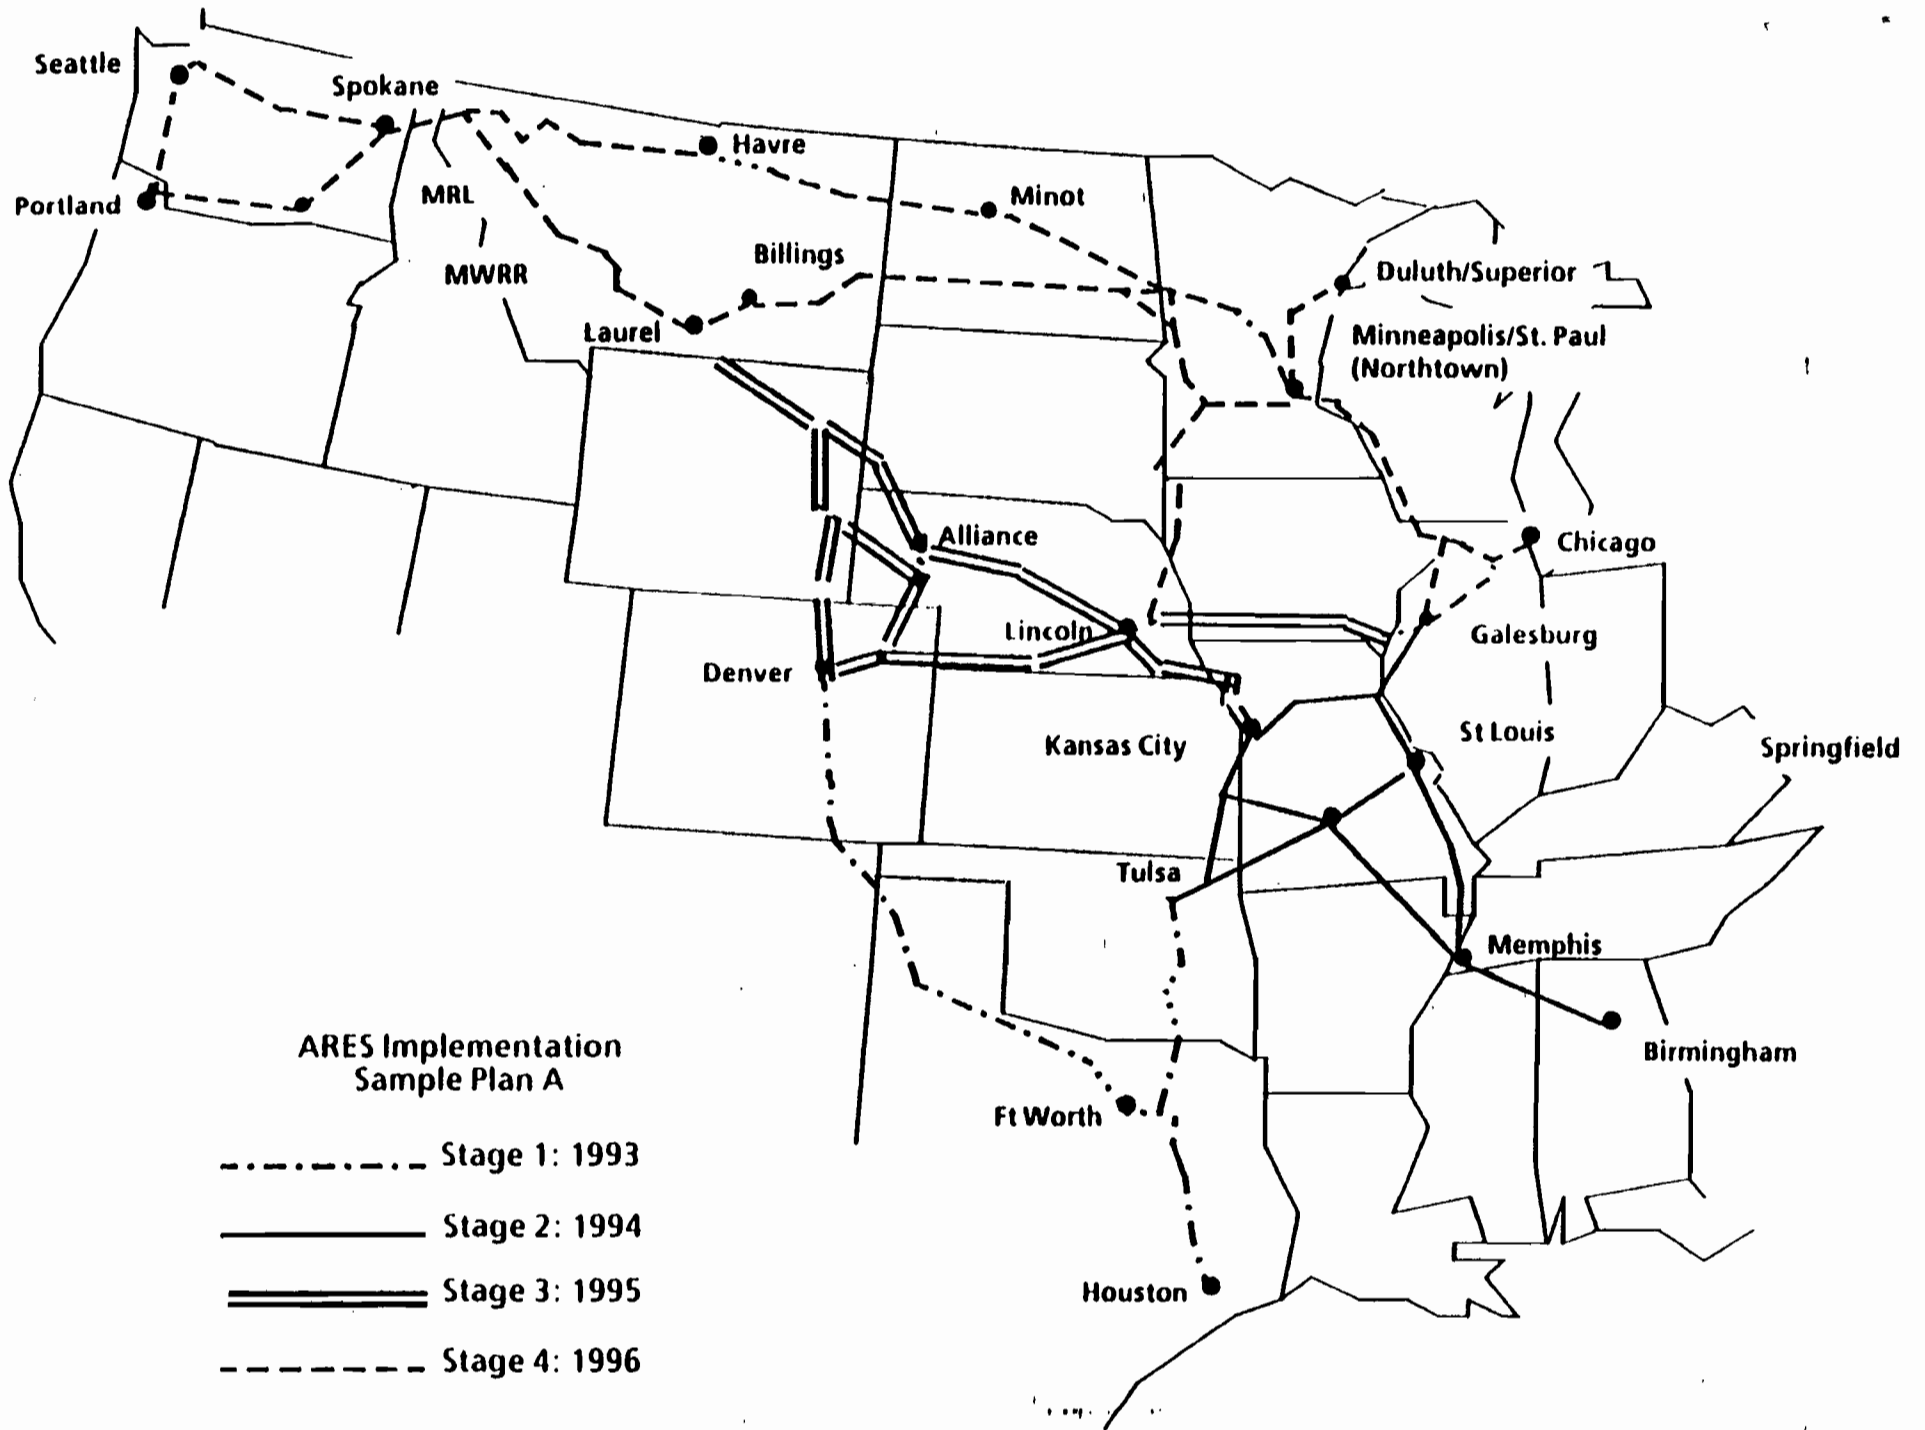 Seattle
Spokane
Havre
MRL
Portland
Minot
Billings
MWRR
Duluth/Superior
Laurel
Minneapolis/St. Paul
(Northtown)
Alliance
Chicago
Lincoln
Galesburg
Denver
St Louis
Kansas City
Springfield
Tulsa
Memphis
ARES Implementation
Sample Plan A
Birmingham
Ft Worth
Stage 1: 1993
Stage 2: 1994
Houston
Stage 3: 1995
Stage 4: 1996